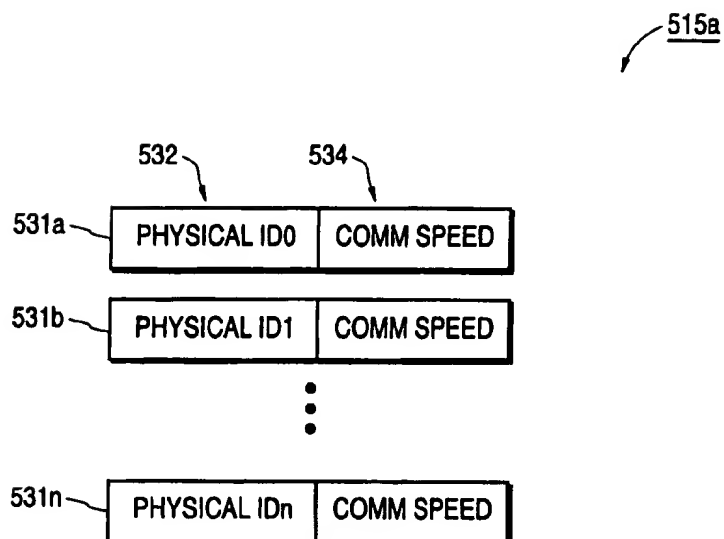 515a
532 534
531a PHYSICAL ID0 COMM SPEED
531b PHYSICAL ID1 COMM SPEED
531n PHYSICAL IDn COMM SPEED